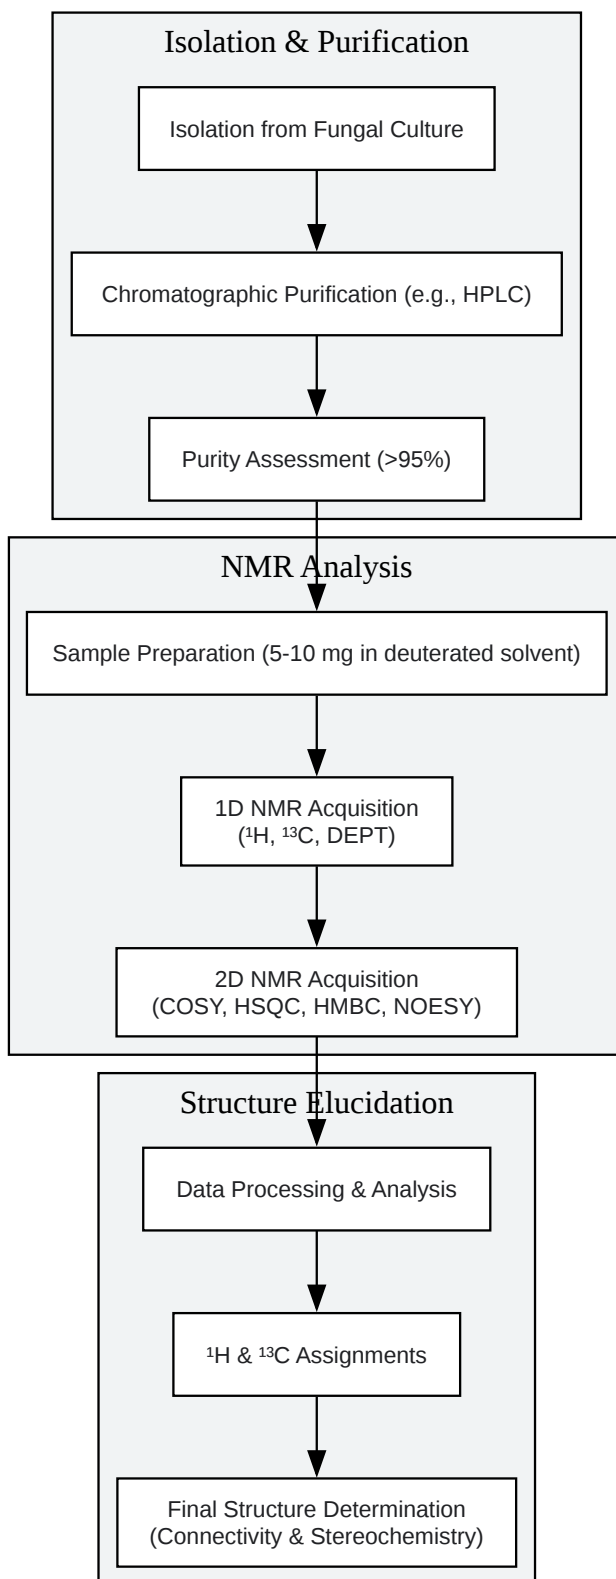 Isolation & Purification
Isolation from Fungal Culture
Chromatographic Purification (e.g., HPLC)
Purity Assessment (>95%)
NMR Analysis
Sample Preparation (5-10 mg in deuterated solvent)
1D NMR Acquisition
(¹H, ¹³C, DEPT)
2D NMR Acquisition
(COSY, HSQC, HMBC, NOESY)
Structure Elucidation
Data Processing & Analysis
¹H & ¹³C Assignments
Final Structure Determination
(Connectivity & Stereochemistry)